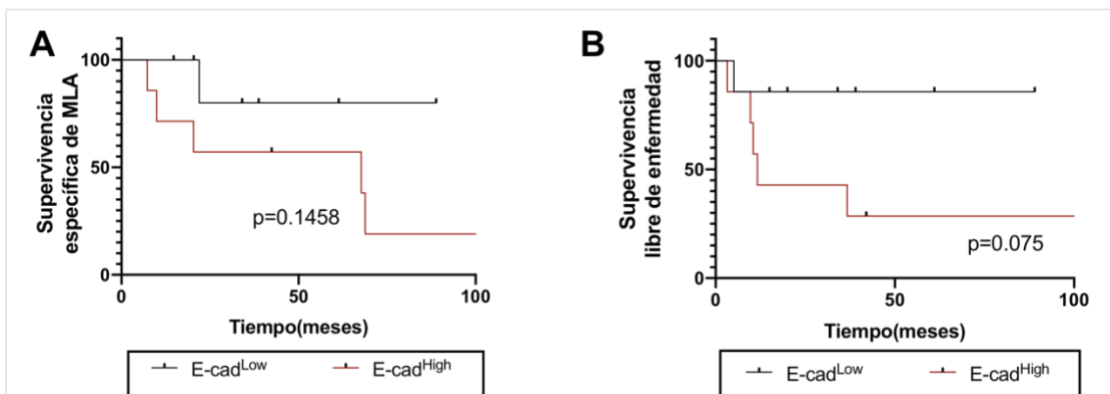 A
Supervivencia
específica de MLA
100
50
0
p=0.1458
0 50 100
Tiempo(meses)
E-cadLow E-cadHigh
B
Supervivencia
libre de enfermedad
100
50
0
p=0.075
0 50 100
Tiempo(meses)
E-cadLow E-cadHigh